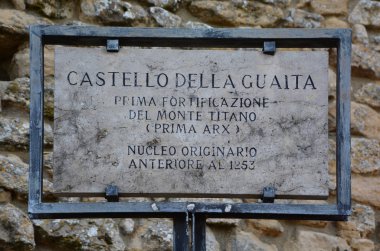 CASTELLO DELLA GUAITA
PRIMA FORTIFICAZIONE
DEL MONTE TITANO
(PRIMA ARX)
NUCLEO ORIGINARIO
ANTERIORE AL 1253